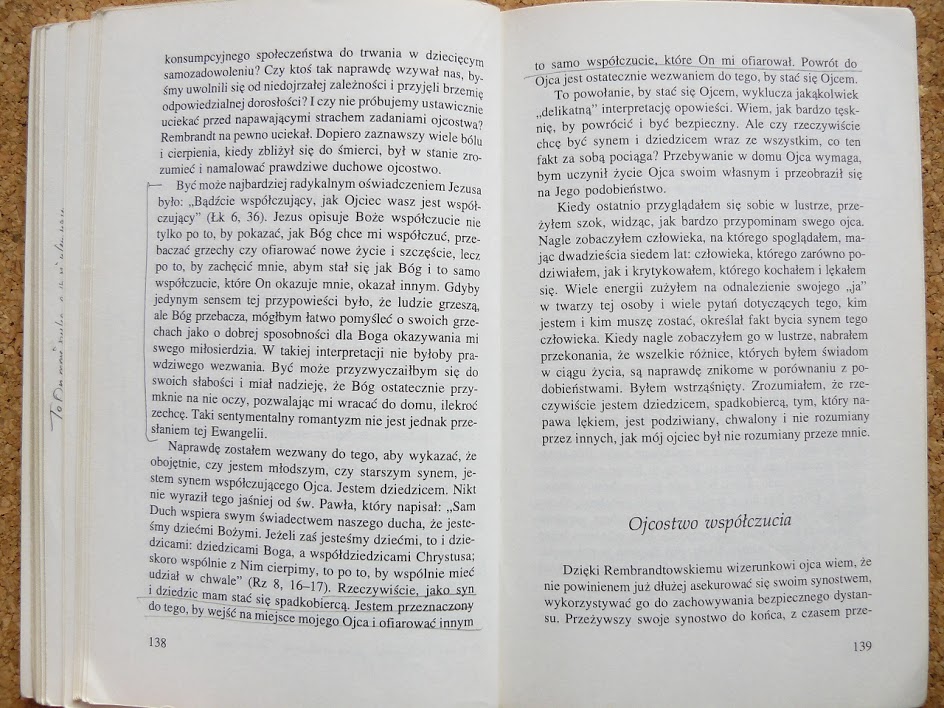 konsumpcyjnego społeczeństwa do trwania w dziecięcym
samozadowoleniu? Czy ktoś tak naprawdę wzywał nas, by-
śmy uwolnili się od niedojrzałej zależności i przyjęli brzemię
odpowiedzialnej dorosłości? I czy nie próbujemy ustawicznie
uciekać przed napawającymi strachem zadaniami ojcostwa?
Rembrandt na pewno uciekał. Dopiero zaznawszy wiele bólu
i cierpienia, kiedy zbliżył się do śmierci, był w stanie zro-
zumieć i namalować prawdziwe duchowe ojcostwo.
Być może najbardziej radykalnym oświadczeniem Jezusa
było: „Bądźcie współczujący, jak Ojciec wasz jest współ-
czujący” (Łk 6, 36). Jezus opisuje Boże współczucie nie
tylko po to, by pokazać, jak Bóg chce mi współczuć, prze-
baczać grzechy czy ofiarować nowe życie i szczęście, lecz
po to, by zachęcić mnie, abym stał się jak Bóg i to samo
współczucie, które On okazuje mnie, okazał innym. Gdyby
jedynym sensem tej przypowieści było, że ludzie grzeszą,
ale Bóg przebacza, mógłbym łatwo pomyśleć o swoich grze-
chach jako o dobrej sposobności dla Boga okazywania mi
swego miłosierdzia. W takiej interpretacji nie byłoby pra-
wdziwego wezwania. Być może przyzwyczaiłbym się do
swoich słabości i miał nadzieję, że Bóg ostatecznie przy-
mknie na nie oczy, pozwalając mi wracać do domu, ilekroć
zechcę. Taki sentymentalny romantyzm nie jest jednak prze-
słaniem tej Ewangelii.
Naprawdę zostałem wezwany do tego, aby wykazać, że
obojętnie, czy jestem młodszym, czy starszym synem, je-
stem synem współczującego Ojca. Jestem dziedzicem. Nikt
nie wyraził tego jaśniej od św. Pawła, który napisał: „Sam
Duch wspiera swym świadectwem naszego ducha, że jeste-
śmy dziećmi Bożymi. Jeżeli zaś jesteśmy dziećmi, to i dzie-
dzicami: dziedzicami Boga, a współdziedzicami Chrystusa;
skoro wspólnie z Nim cierpimy, to po to, by wspólnie mieć
udział w chwale” (Rz 8, 16–17). Rzeczywiście, jako syn
i dziedzic mam stać się spadkobiercą. Jestem przeznaczony
do tego, by wejść na miejsce mojego Ojca i ofiarować innym
138
to samo współczucie, które On mi ofiarował. Powrót do
Ojca jest ostatecznie wezwaniem do tego, by stać się Ojcem.
To powołanie, by stać się Ojcem, wyklucza jakąkolwiek
„delikatną” interpretację opowieści. Wiem, jak bardzo tęsk-
nię, by powrócić i być bezpieczny. Ale czy rzeczywiście
chcę być synem i dziedzicem wraz ze wszystkim, co ten
fakt za sobą pociąga? Przebywanie w domu Ojca wymaga,
bym uczynił życie Ojca swoim własnym i przeobraził się
na Jego podobieństwo.
Kiedy ostatnio przyglądałem się sobie w lustrze, prze-
żyłem szok, widząc, jak bardzo przypominam swego ojca.
Nagle zobaczyłem człowieka, na którego spoglądałem, ma-
jąc dwadzieścia siedem lat: człowieka, którego zarówno po-
dziwiałem, jak i krytykowałem, którego kochałem i lękałem
się. Wiele energii zużyłem na odnalezienie swojego „ja”
w twarzy tej osoby i wiele pytań dotyczących tego, kim
jestem i kim muszę zostać, określał fakt bycia synem tego
człowieka. Kiedy nagle zobaczyłem go w lustrze, nabrałem
przekonania, że wszelkie różnice, których byłem świadom
w ciągu życia, są naprawdę znikome w porównaniu z po-
dobieństwami. Byłem wstrząśnięty. Zrozumiałem, że rze-
czywiście jestem dziedzicem, spadkobiercą, tym, który na-
pawa lękiem, jest podziwiany, chwalony i nie rozumiany
przez innych, jak mój ojciec był nie rozumiany przeze mnie.
Ojcostwo współczucia
Dzięki Rembrandtowskiemu wizerunkowi ojca wiem, że
nie powinienem już dłużej asekurować się swoim synostwem,
wykorzystywać go do zachowywania bezpiecznego dystan-
su. Przeżywszy swoje synostwo do końca, z czasem prze-
139